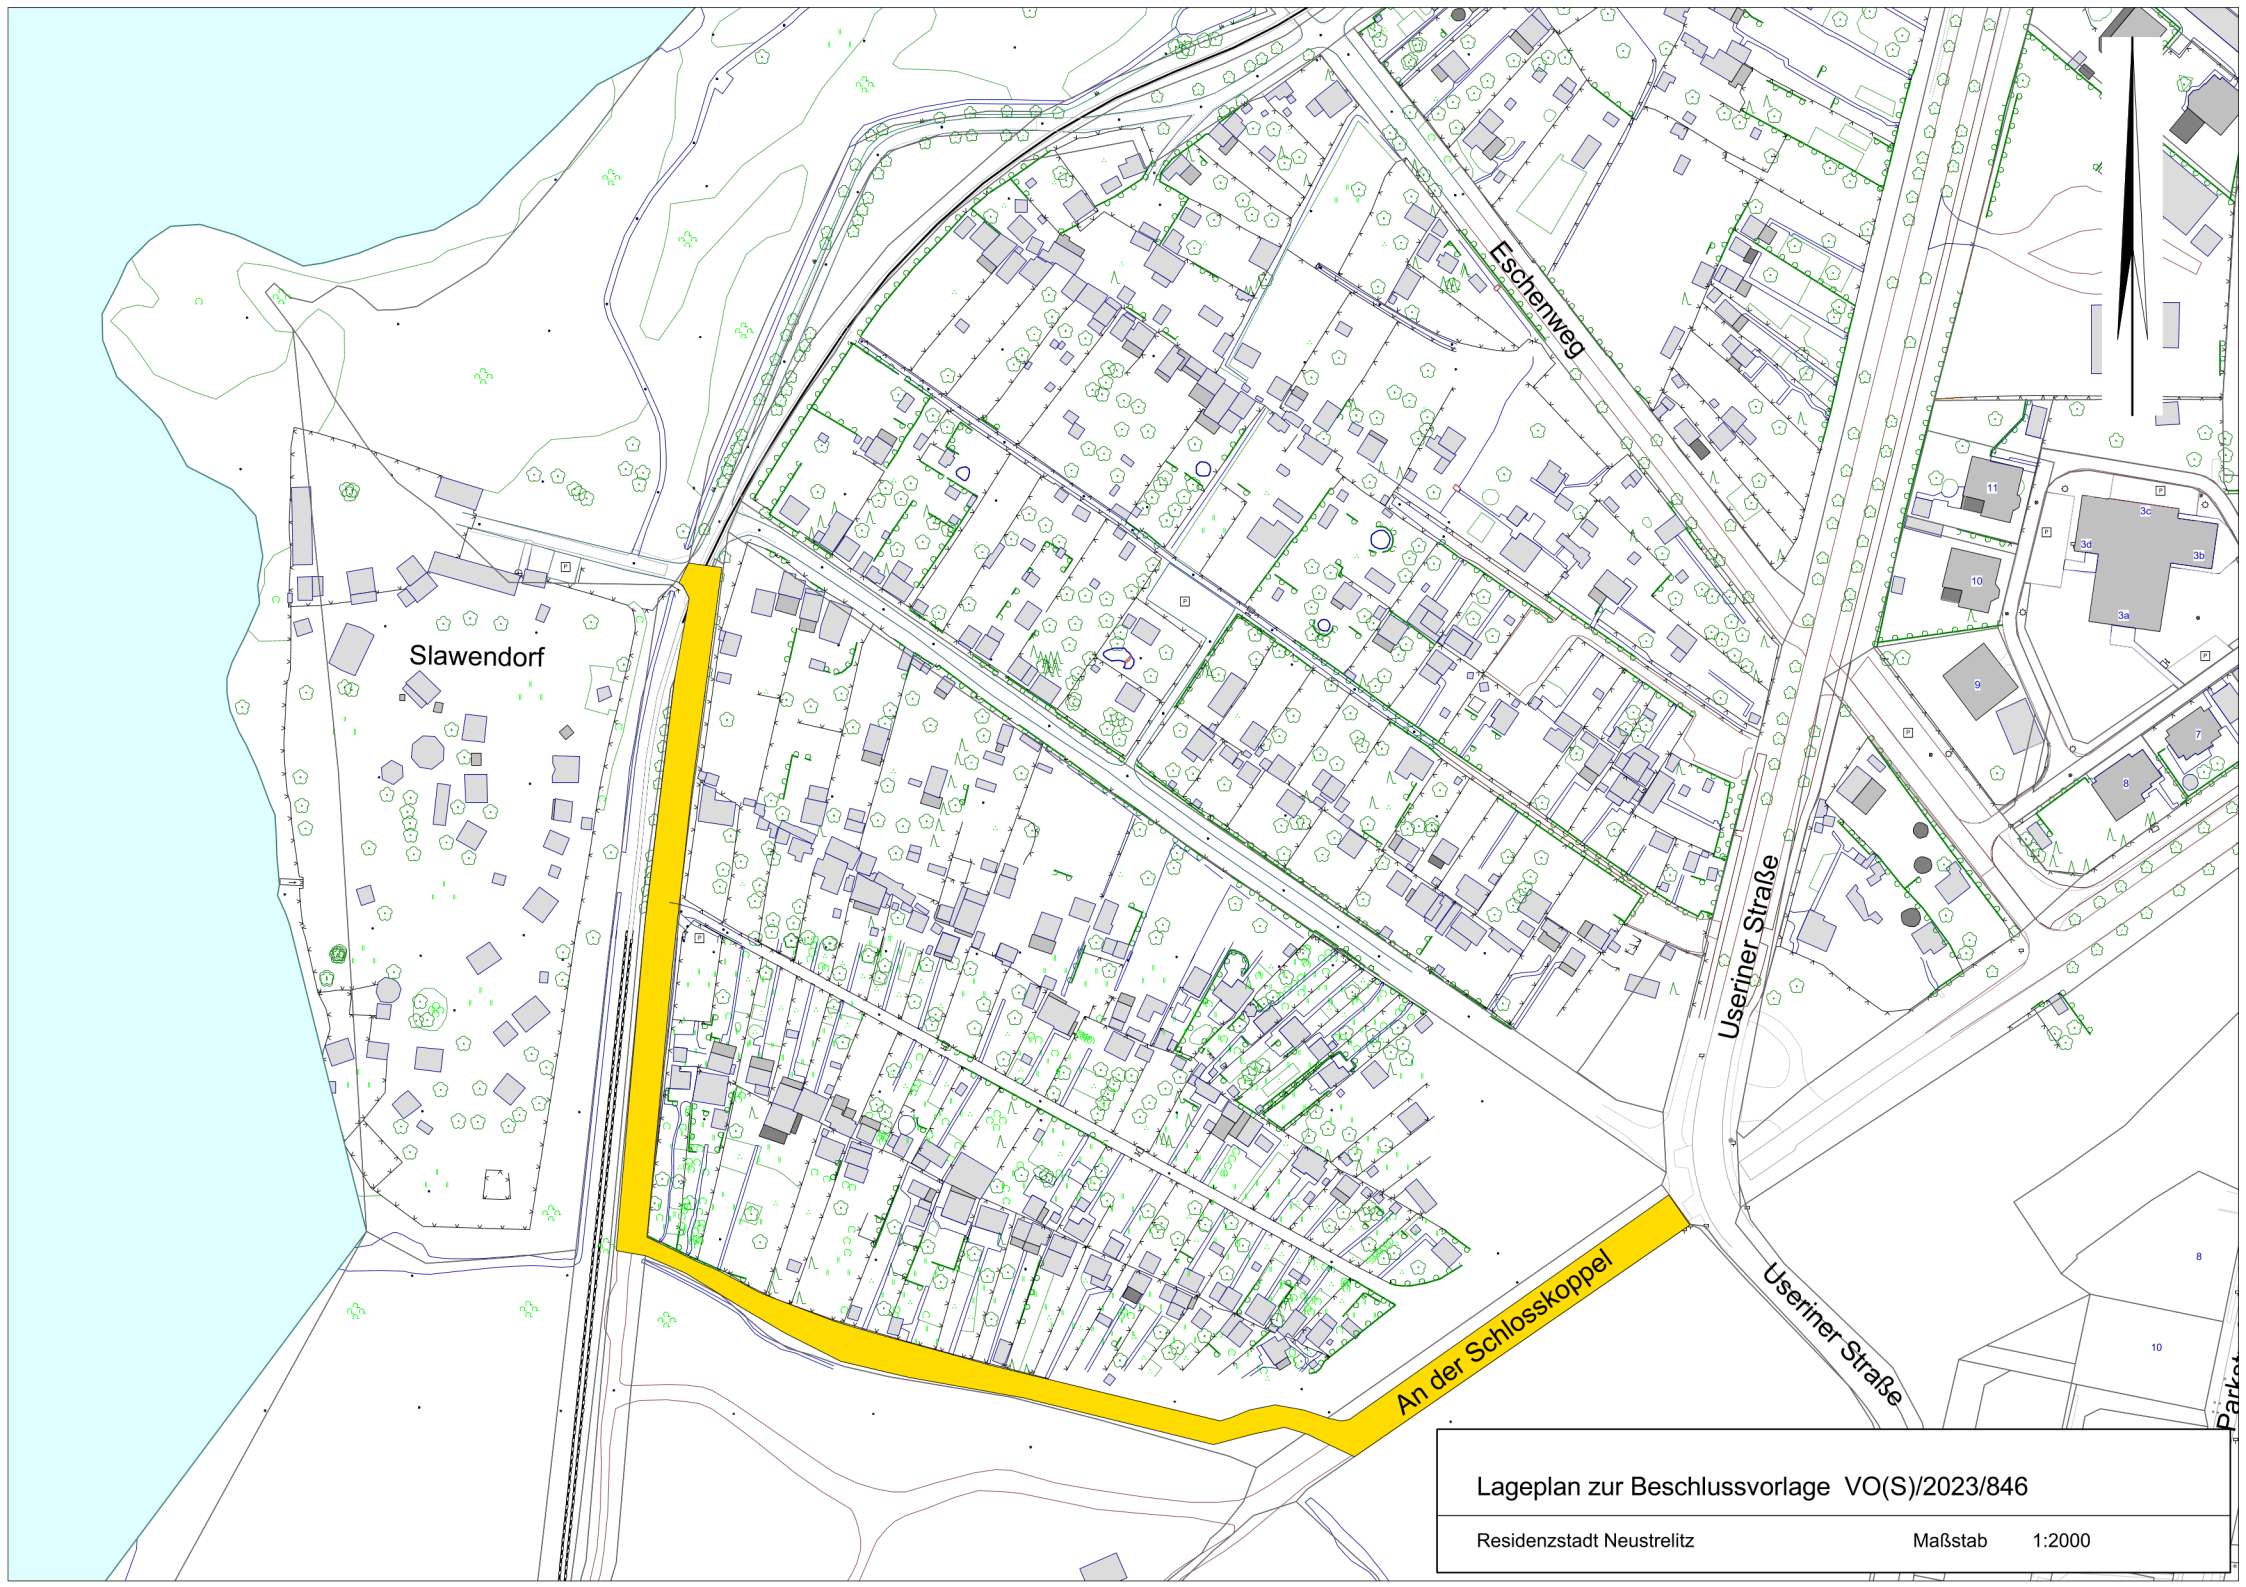 Eschenweg
11
3c
3d
3b
P
P
10
P
3a
P
Slawendorf
P
9
P
7
8
Useriner Straße
P
8
An der Schlosskoppel
Useriner Straße
10
Lageplan zur Beschlussvorlage VO(S)/2023/846
Residenzstadt Neustrelitz Maßstab 1:2000